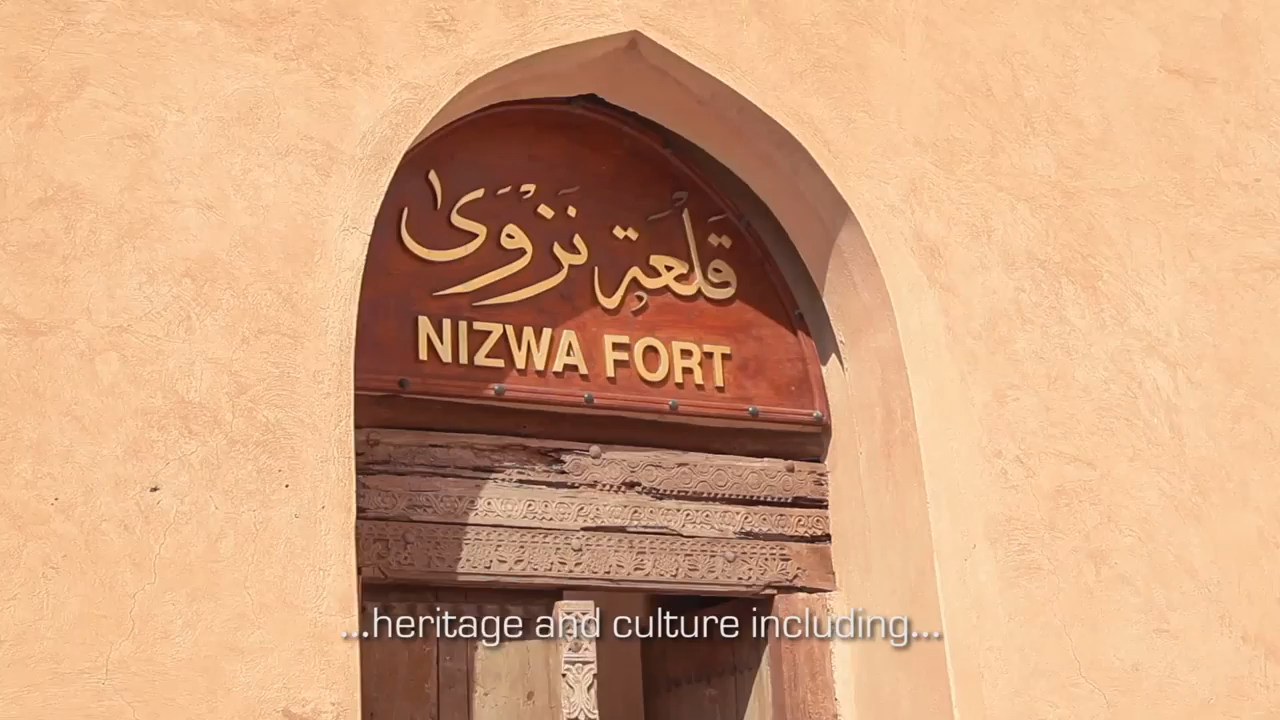 قلعة نزوى
NIZWA FORT
...heritage and culture including...